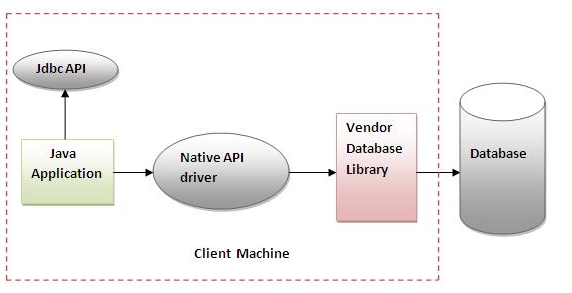 Jdbc API
Java
Application
Native API
driver
Vendor
Database
Library
Database
Client Machine